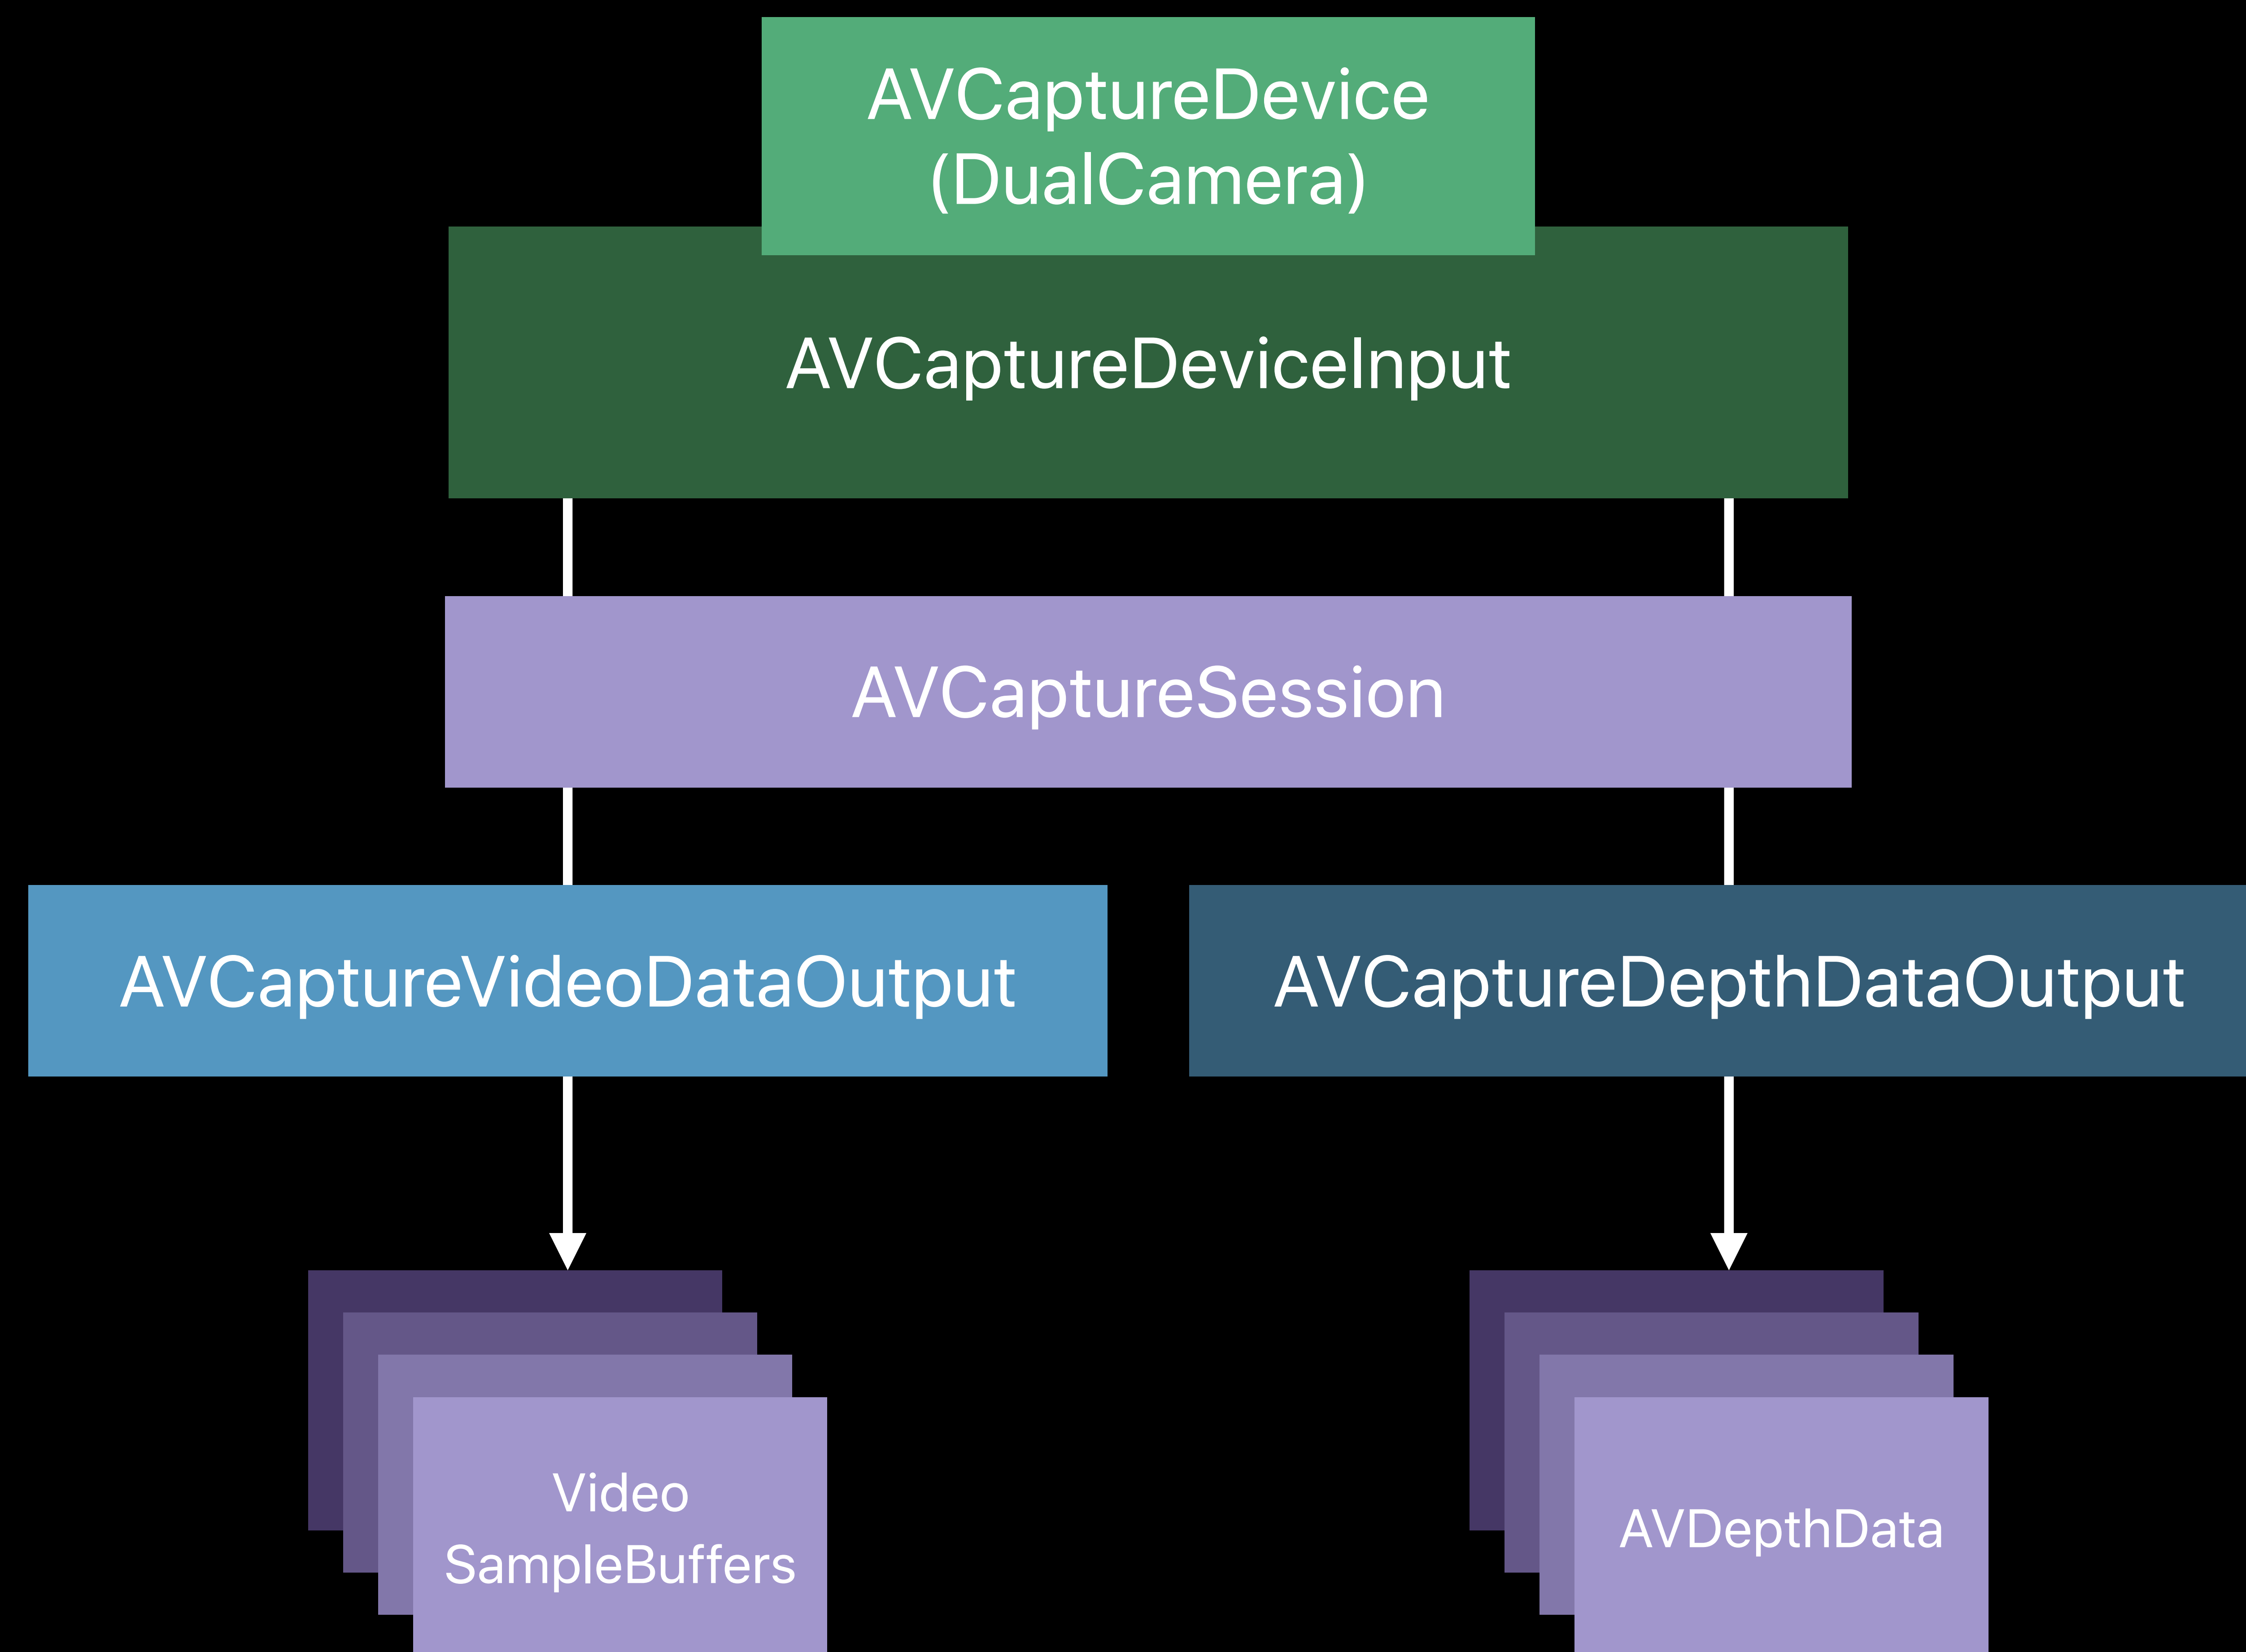 AVCaptureDevice
(DualCamera)
AVCaptureDeviceInput
AVCaptureSession
AVCaptureVideoDataOutput
AVCaptureDepthDataOutput
Video
SampleBuffers
AVDepthData